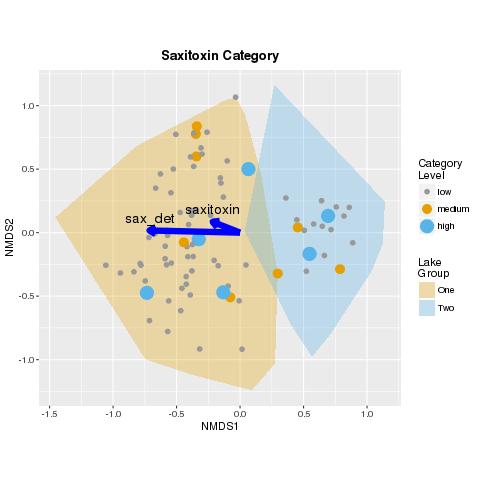 Saxitoxin Category
1.0
0.5
0.0
-0.5
-1.0
NMDS2
saxitoxin
sax_det
-1.5
-1.0
-0.5
0.0
0.5
1.0
NMDS1
Category
Level
low
medium
high
Lake
Group
One
Two